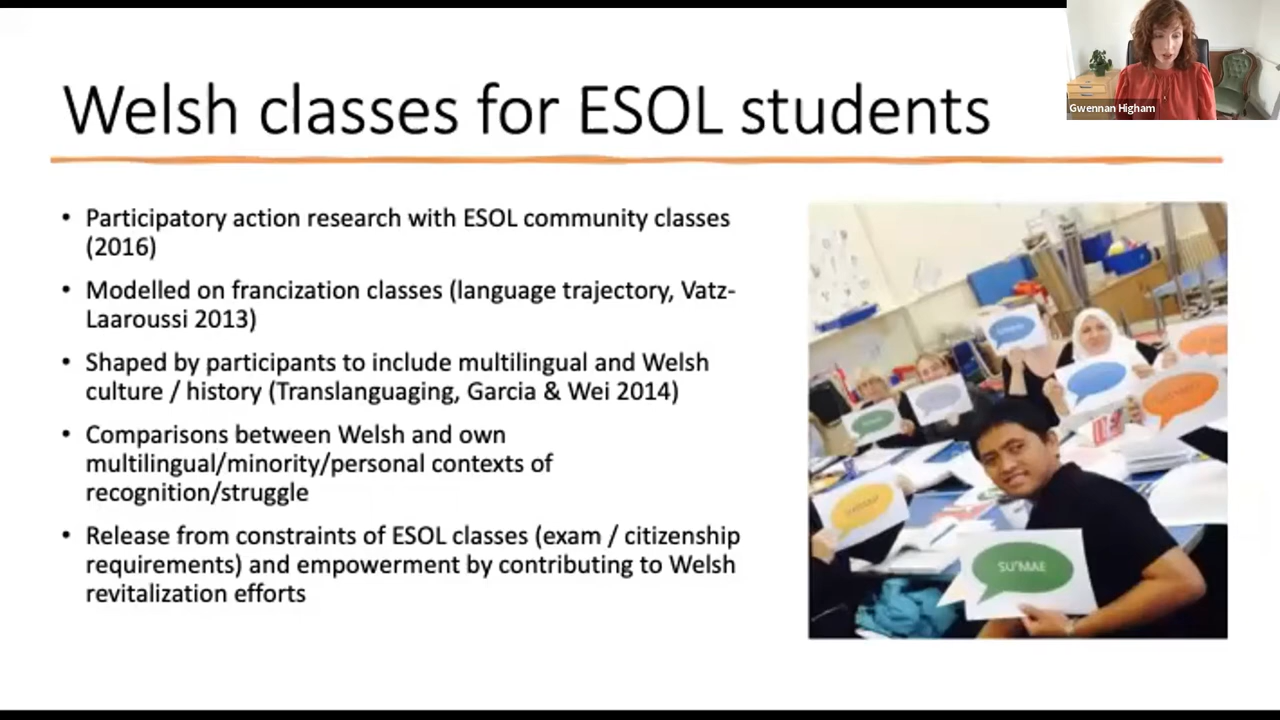 Welsh classes for ESOL students
Gwennan Higham
• Participatory action research with ESOL community classes
(2016)
• Modelled on francization classes (language trajectory, Vatz-
Laaroussi 2013)
• Shaped by participants to include multilingual and Welsh
culture / history (Translanguaging, Garcia & Wei 2014)
• Comparisons between Welsh and own
multilingual/minority/personal contexts of
recognition/struggle
• Release from constraints of ESOL classes (exam / citizenship
requirements) and empowerment by contributing to Welsh
revitalization efforts
SU'MAE